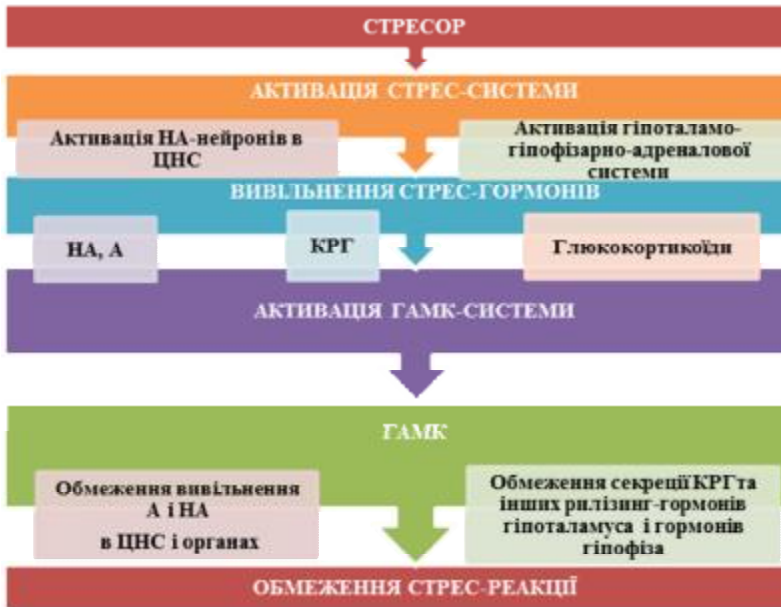 СТРЕСОР
АКТИВАЦІЯ СТРЕС-СИСТЕМИ
Активація НА-нейронів в
ЦНС
Активація гіпоталамо-
гіпофізарно-адреналової
системи
ВИВІЛЬНЕННЯ СТРЕС-ГОРМОНІВ
НА, А
КРГ
Глюкокортикоїди
АКТИВАЦІЯ ГАМК-СИСТЕМИ
ГАМК
Обмеження вивільнення
А і НА
в ЦНС і органах
Обмеження секреції КРГта
інших рилізинг-гормонів
гіпоталамуса і гормонів
гіпофіза
ОБМЕЖЕННЯ СТРЕС-РЕАКЦІЇ